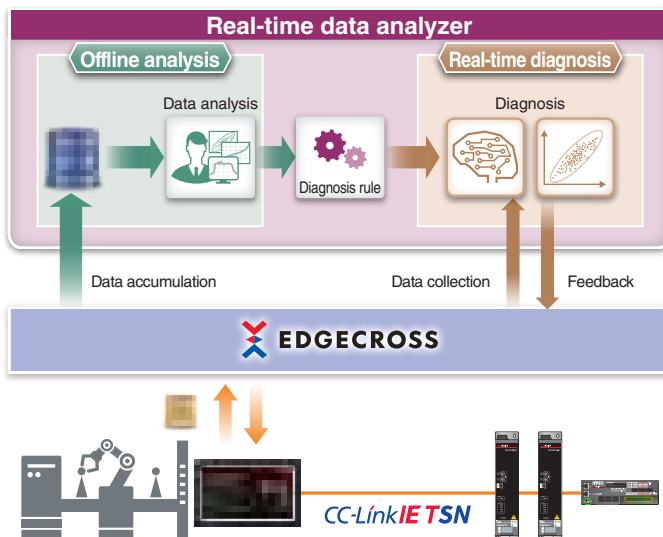 Real-time data analyzer
Offline analysis
Real-time diagnosis
Data analysis
Diagnosis
Diagnosis rule
Data accumulation
Data collection
Feedback
EDGECROSS
CC-Link IE TSN